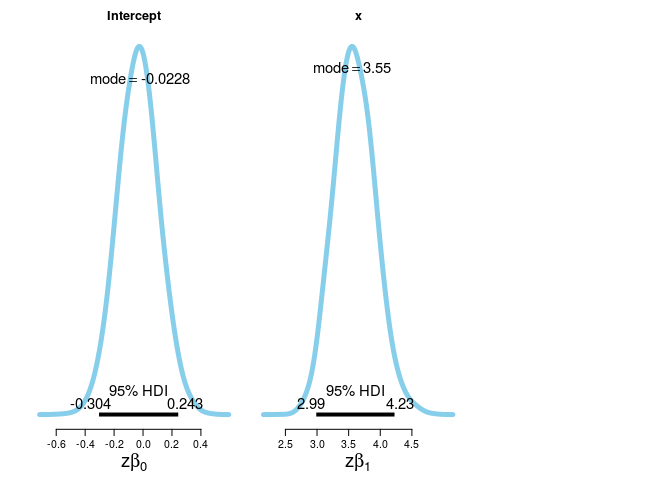 Intercept
mode = -0.0228
95% HDI
-0.304 0.243
-0.6 -0.4 -0.2 0.0 0.2 0.4
zβ0
x
mode = 3.55
95% HDI
2.99 4.23
2.5 3.0 3.5 4.0 4.5
zβ1